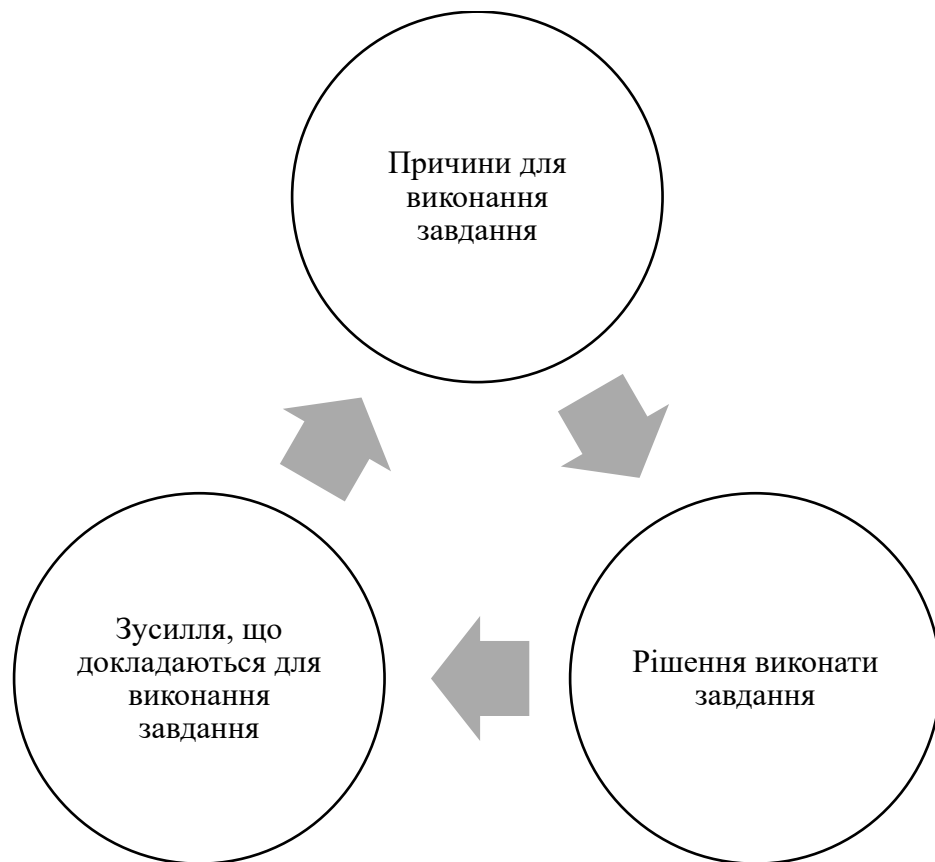 Причини для
виконання
завдання
Зусилля, що
докладаються для
виконання
завдання
Рішення виконати
завдання